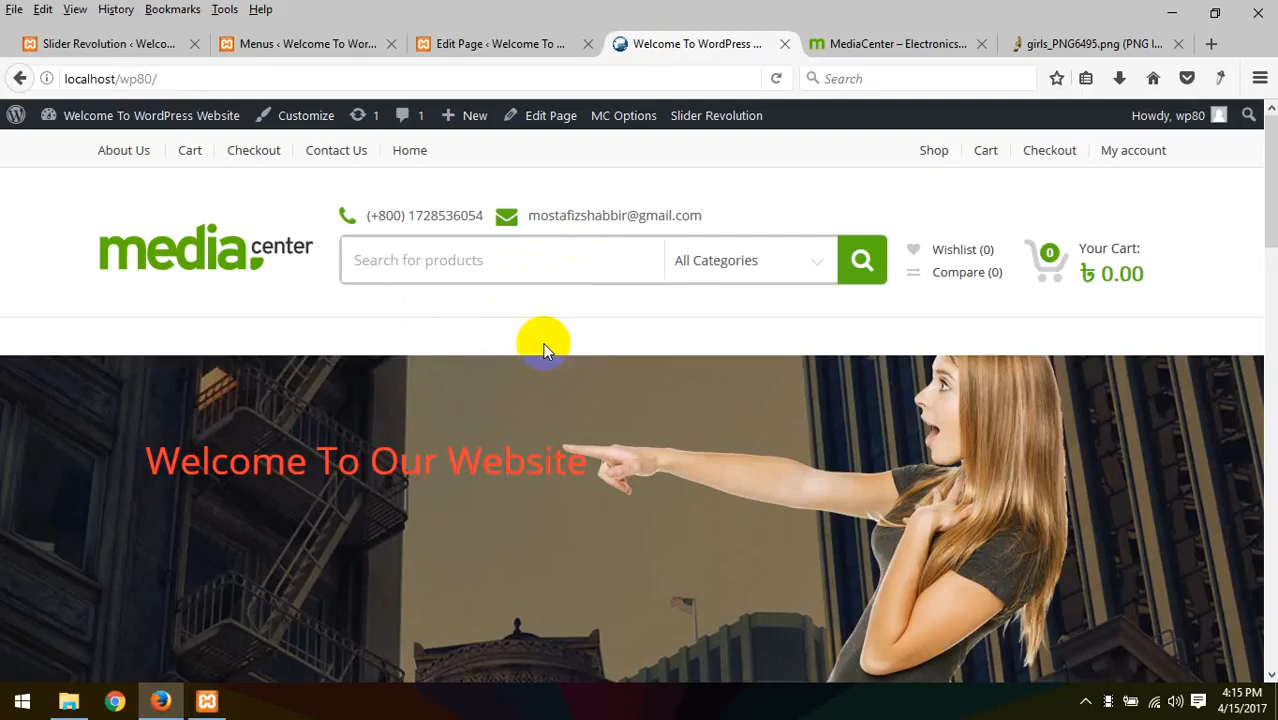 File Edit View History Bookmarks Tools Help
Slider Revolution ‹ Welco... Menus ‹ Welcome To Wor... Edit Page ‹ Welcome To ... Welcome To WordPress ... MediaCenter – Electronics... girls_PNG6495.png (PNG I...
localhost/wp80/ Search
Welcome To WordPress Website Customize 1 1 New Edit Page MC Options Slider Revolution Howdy, wp80
About Us Cart Checkout Contact Us Home Shop Cart Checkout My account
(+800) 1728536054 mostafizshabbir@gmail.com
media center
Search for products All Categories
Wishlist (0)
Compare (0)
0
Your Cart:
৳ 0.00
Welcome To Our Website
4:15 PM
4/15/2017